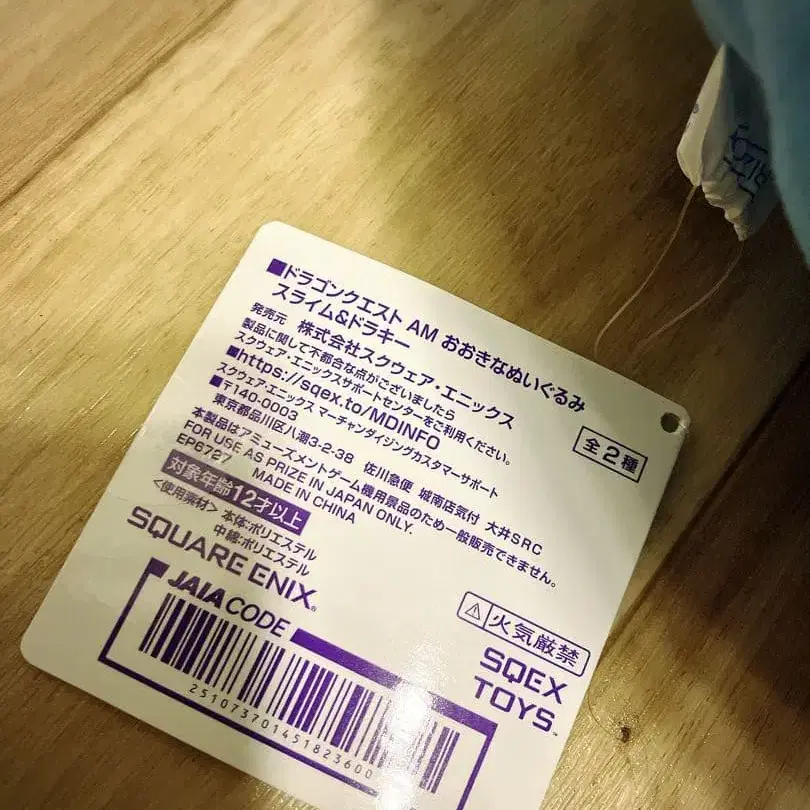 ■ドラゴンクエスト AM おおきなぬいぐるみ
スライム&ドラキー
全2種
発売元 株式会社スクウェア・エニックス
製品に関して不都合な点がございましたら
スクウェア・エニックスサポートセンターをご利用ください。
■https://sqex.to/MDINFO
スクウェア・エニックス マーチャンダイジングカスタマーサポート
■〒140-0003
東京都品川区八潮3-2-38 佐川急便 城南店気付 大井SRC
本製品はアミューズメントゲーム機用景品のため一般販売できません。
FOR USE AS PRIZE IN JAPAN ONLY.
EP6727 MADE IN CHINA
対象年齢12才以上
<使用素材> 本体:ポリエステル
中綿:ポリエステル
SQUARE ENIX®
⚠火気厳禁
JAIA CODE
SQEX
TOYS™
251073701451823600